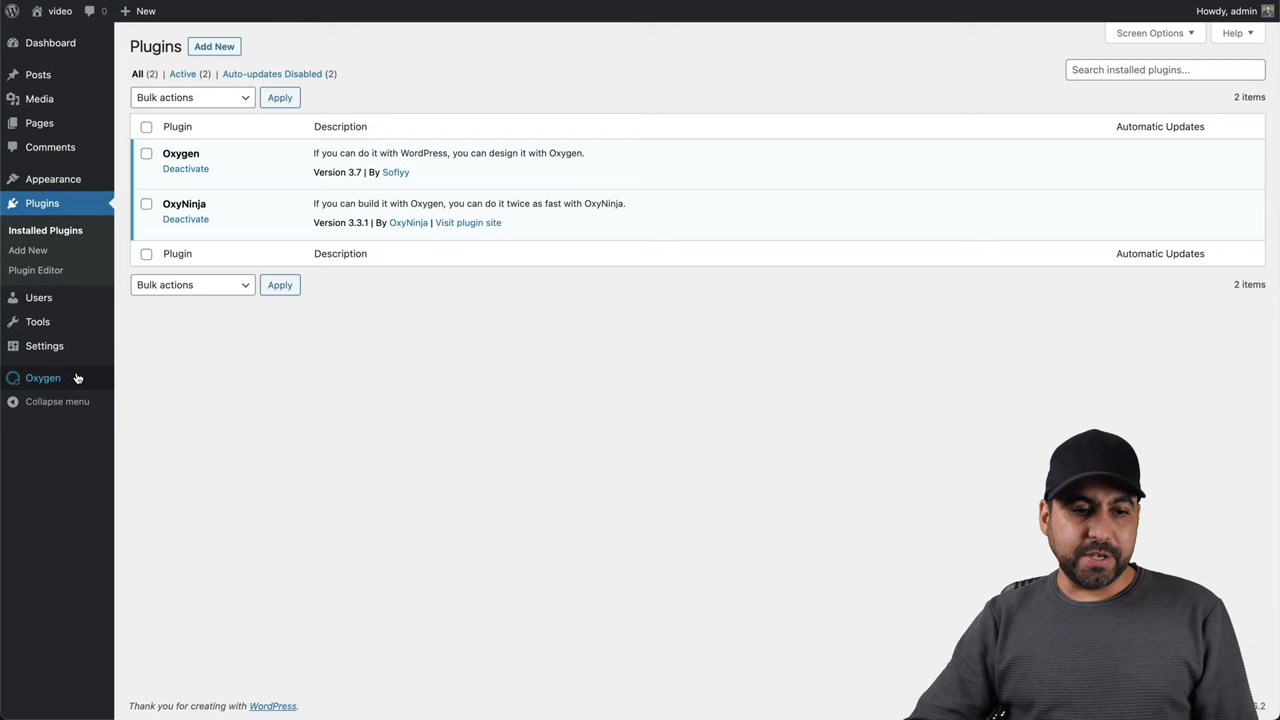 video 0 New Howdy, admin
Dashboard
Posts
Media
Pages
Comments
Appearance
Plugins
Installed Plugins
Add New
Plugin Editor
Users
Tools
Settings
Oxygen
Collapse menu
Plugins Add New
Screen Options Help
All (2) | Active (2) | Auto-updates Disabled (2)
Search installed plugins...
Bulk actions Apply
2 items
Plugin Description Automatic Updates
Oxygen If you can do it with WordPress, you can design it with Oxygen.
Deactivate Version 3.7 | By Soflyy
OxyNinja If you can build it with Oxygen, you can do it twice as fast with OxyNinja.
Deactivate Version 3.3.1 | By OxyNinja | Visit plugin site
Plugin Description Automatic Updates
Bulk actions Apply
2 items
Thank you for creating with WordPress.